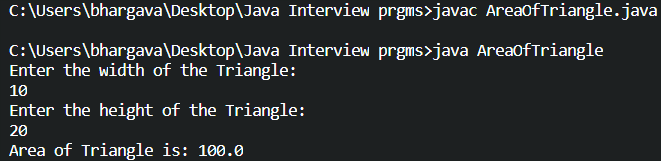 C:\Users\bhargava\Desktop\Java Interview prgms>javac AreaOfTriangle.java
C:\Users\bhargava\Desktop\Java Interview prgms>java AreaOfTriangle
Enter the width of the Triangle:
10
Enter the height of the Triangle:
20
Area of Triangle is: 100.0